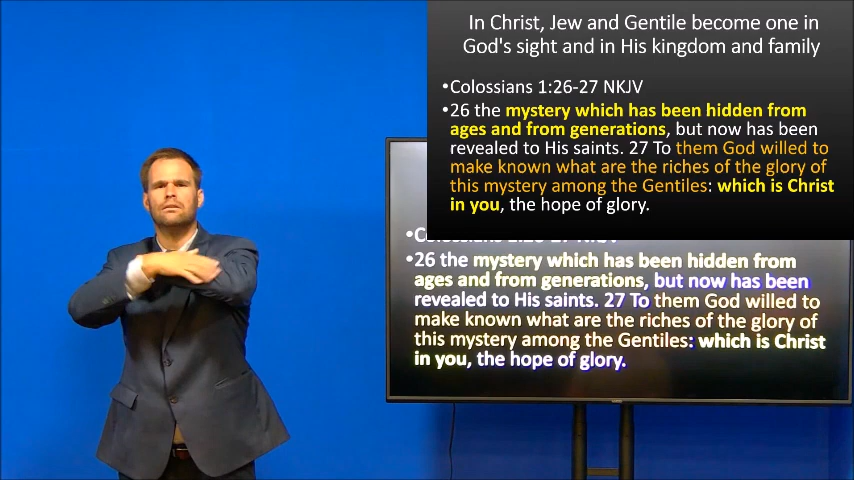 In Christ, Jew and Gentile become one in
God's sight and in His kingdom and family
•Colossians 1:26-27 NKJV
•26 the mystery which has been hidden from
ages and from generations, but now has been
revealed to His saints. 27 To them God willed to
make known what are the riches of the glory of
this mystery among the Gentiles: which is Christ
in you, the hope of glory.
•26 the mystery which has been hidden from
ages and from generations, but now has been
revealed to His saints. 27 To them God willed to
make known what are the riches of the glory of
this mystery among the Gentiles: which is Christ
in you, the hope of glory.